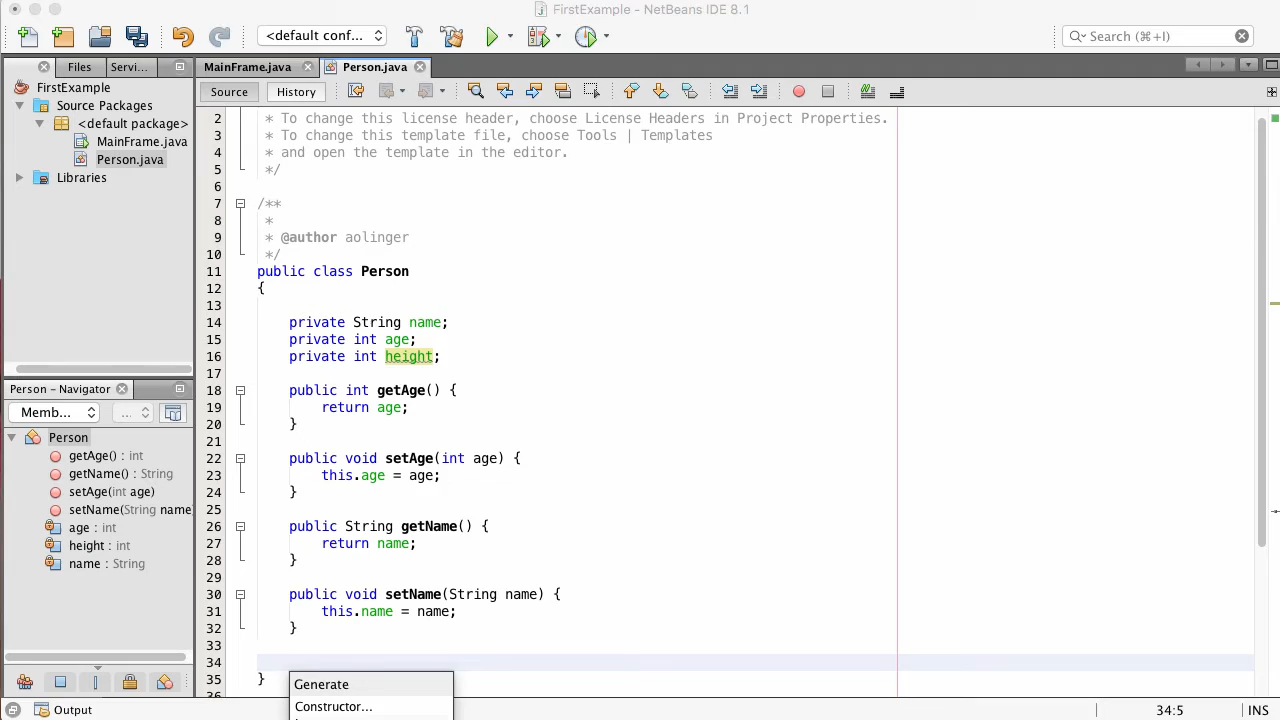 FirstExample - NetBeans IDE 8.1
<default conf...
Search (⌘+I)
Files
Servi...
MainFrame.java
Person.java
FirstExample
Source Packages
<default package>
MainFrame.java
Person.java
Libraries
Source
History
2 * To change this license header, choose License Headers in Project Properties.
3 * To change this template file, choose Tools | Templates
4 * and open the template in the editor.
5 */
6
7 /**
8 *
9 * @author aolinger
10 */
11 public class Person
12 {
13
14 private String name;
15 private int age;
16 private int height;
17
18 public int getAge() {
19 return age;
20 }
21
22 public void setAge(int age) {
23 this.age = age;
24 }
25
26 public String getName() {
27 return name;
28 }
29
30 public void setName(String name) {
31 this.name = name;
32 }
33
34
35 }
Generate
Constructor...
Person - Navigator
Memb...
...
Person
getAge() : int
getName() : String
setAge(int age)
setName(String name
age : int
height : int
name : String
Output
34:5
INS